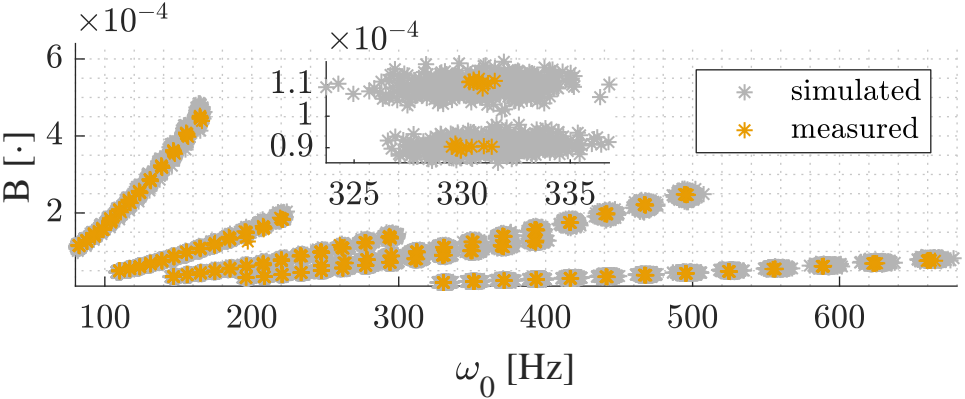 ×10⁻⁴
6
4
2
B [·]
100 200 300 400 500 600
ω₀ [Hz]
×10⁻⁴
1.1
1
0.9
325 330 335
simulated
measured